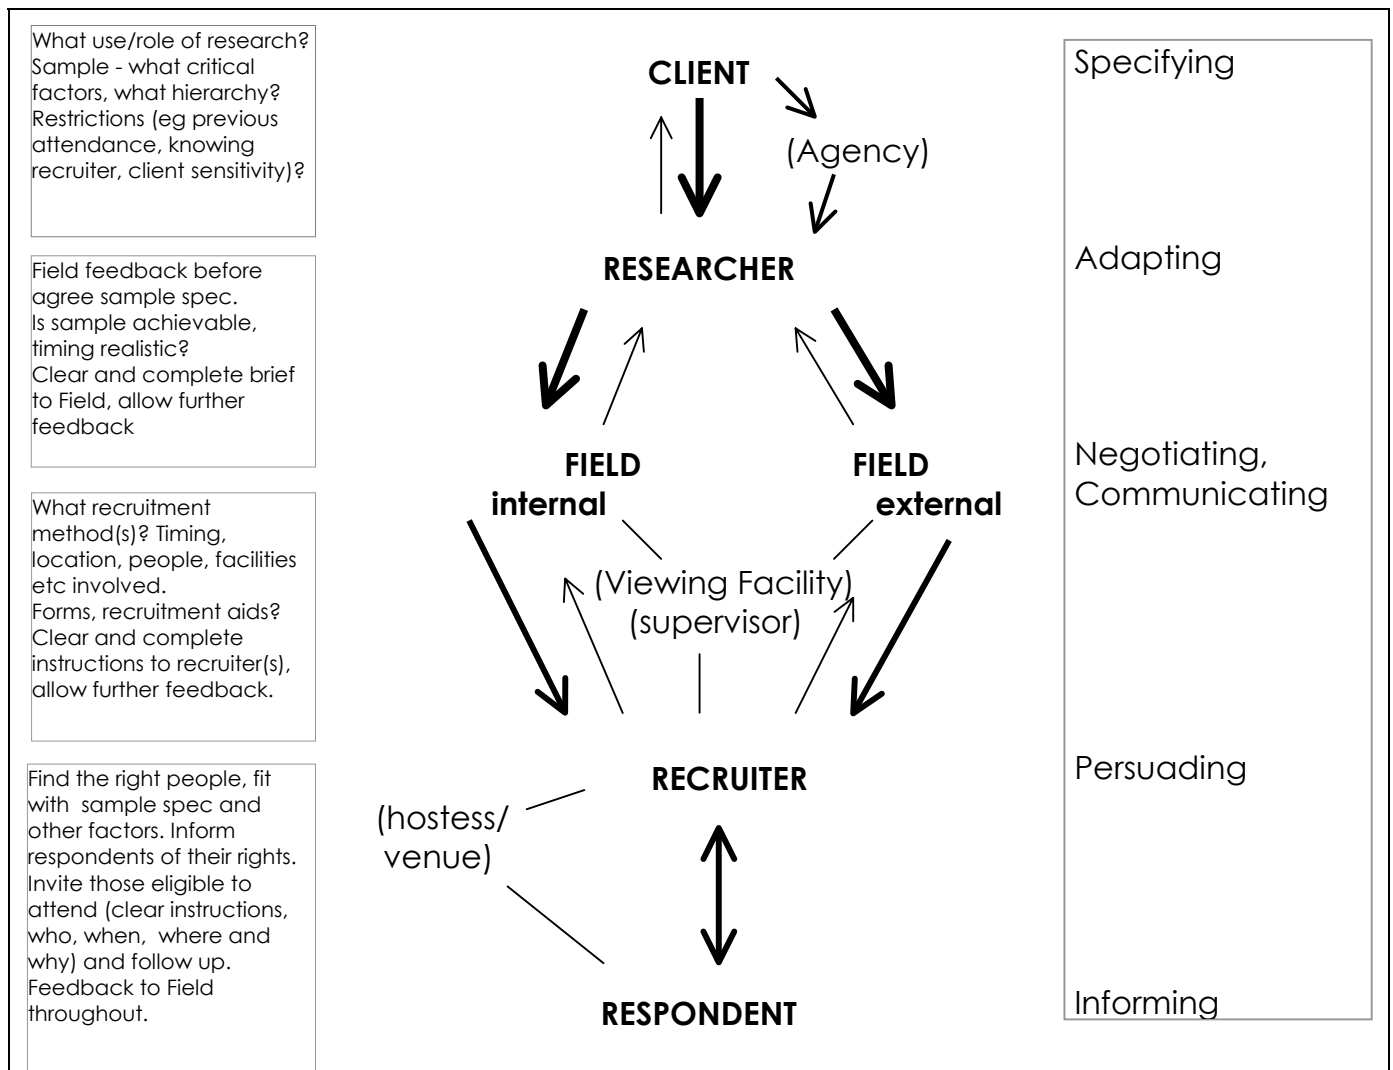 What use/role of research?
Sample - what critical
factors, what hierarchy?
Restrictions (eg previous
attendance, knowing
recruiter, client sensitivity)?
Field feedback before
agree sample spec.
Is sample achievable,
timing realistic?
Clear and complete brief
to Field, allow further
feedback
What recruitment
method(s)? Timing,
location, people, facilities
etc involved.
Forms, recruitment aids?
Clear and complete
instructions to recruiter(s),
allow further feedback.
Find the right people, fit
with  sample spec and
other factors. Inform
respondents of their rights.
Invite those eligible to
attend (clear instructions,
who, when,  where and
why) and follow up.
Feedback to Field
throughout.
CLIENT
(Agency)
RESEARCHER
FIELD
internal
FIELD
external
(Viewing Facility)
(supervisor)
RECRUITER
(hostess/
venue)
RESPONDENT
Specifying
Adapting
Negotiating,
Communicating
Persuading
Informing